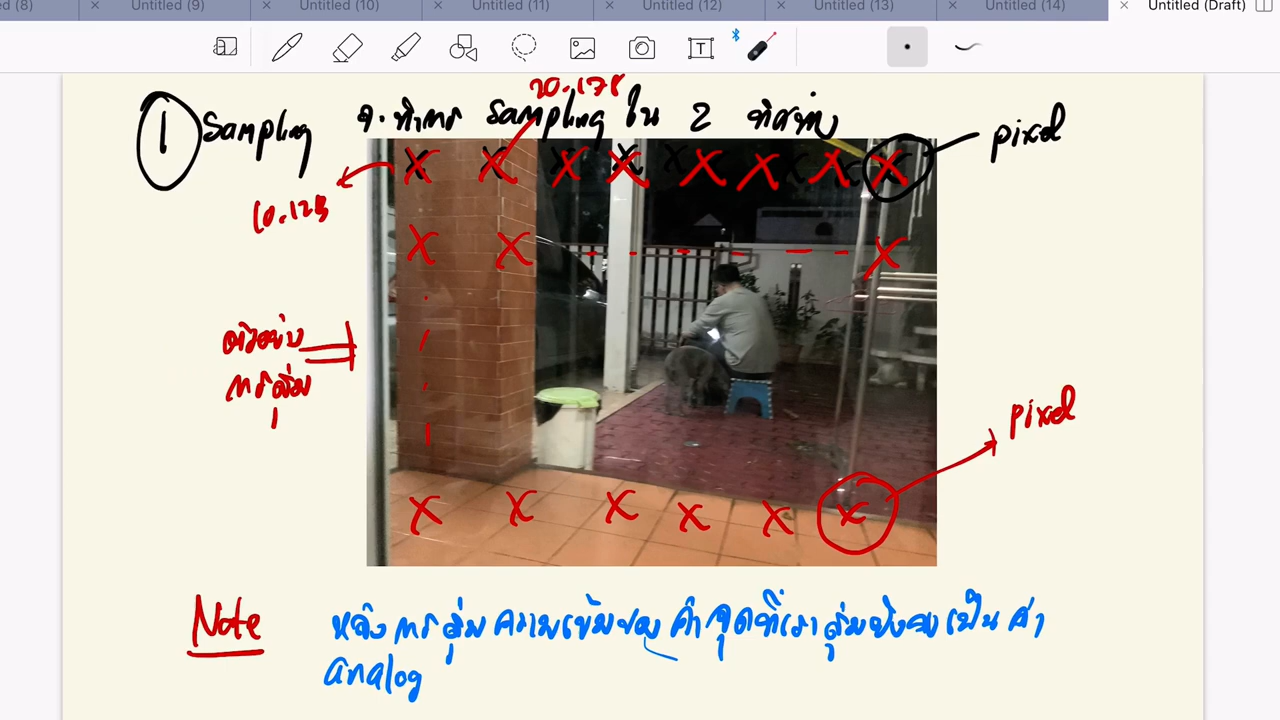 Untitled (9)
Untitled (10)
Untitled (11)
Untitled (12)
Untitled (13)
Untitled (14)
Untitled (Draft)
T
20.178
1 Sampling จะทำการ Sampling ใน 2 ทิศทาง
pixel
10.123
ตัวอย่าง
การสุ่ม
pixel
Note หลังการสุ่ม ความเข้มของ ค่าจุดที่เราสุ่มยังคงเป็น ค่า
analog